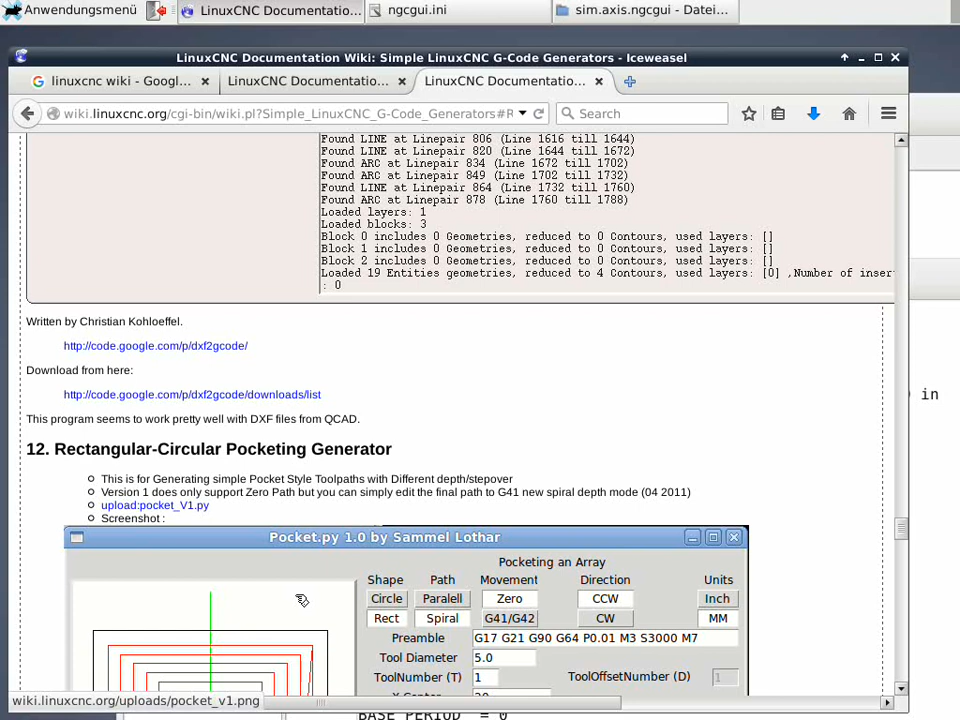 Anwendungsmenü
LinuxCNC Documentatio...
ngcgui.ini
sim.axis.ngcgui - Datei...
LinuxCNC Documentation Wiki: Simple LinuxCNC G-Code Generators - Iceweasel
linuxcnc wiki - Googl...
LinuxCNC Documentatio...
LinuxCNC Documentatio...
wiki.linuxcnc.org/cgi-bin/wiki.pl?Simple_LinuxCNC_G-Code_Generators#R
Search
Found LINE at Linepair 806 (Line 1616 till 1644)
Found LINE at Linepair 820 (Line 1644 till 1672)
Found ARC at Linepair 834 (Line 1672 till 1702)
Found ARC at Linepair 849 (Line 1702 till 1732)
Found LINE at Linepair 864 (Line 1732 till 1760)
Found ARC at Linepair 878 (Line 1760 till 1788)
Loaded layers: 1
Loaded blocks: 3
Block 0 includes 0 Geometries, reduced to 0 Contours, used layers: []
Block 1 includes 0 Geometries, reduced to 0 Contours, used layers: []
Block 2 includes 0 Geometries, reduced to 0 Contours, used layers: []
Loaded 19 Entities geometries, reduced to 4 Contours, used layers: [0] ,Number of inser
: 0
Written by Christian Kohloeffel.
http://code.google.com/p/dxf2gcode/
Download from here:
http://code.google.com/p/dxf2gcode/downloads/list
in
This program seems to work pretty well with DXF files from QCAD.
12. Rectangular-Circular Pocketing Generator
This is for Generating simple Pocket Style Toolpaths with Different depth/stepover
Version 1 does only support Zero Path but you can simply edit the final path to G41 new spiral depth mode (04 2011)
upload:pocket_V1.py
Screenshot :
Pocket.py 1.0 by Sammel Lothar
Pocketing an Array
Shape Path Movement Direction Units
Circle Paralell Zero CCW Inch
Rect Spiral G41/G42 CW MM
Preamble G17 G21 G90 G64 P0.01 M3 S3000 M7
Tool Diameter 5.0
ToolNumber (T) 1 ToolOffsetNumber (D) 1
wiki.linuxcnc.org/uploads/pocket_v1.png
BASE_PERIOD = 0